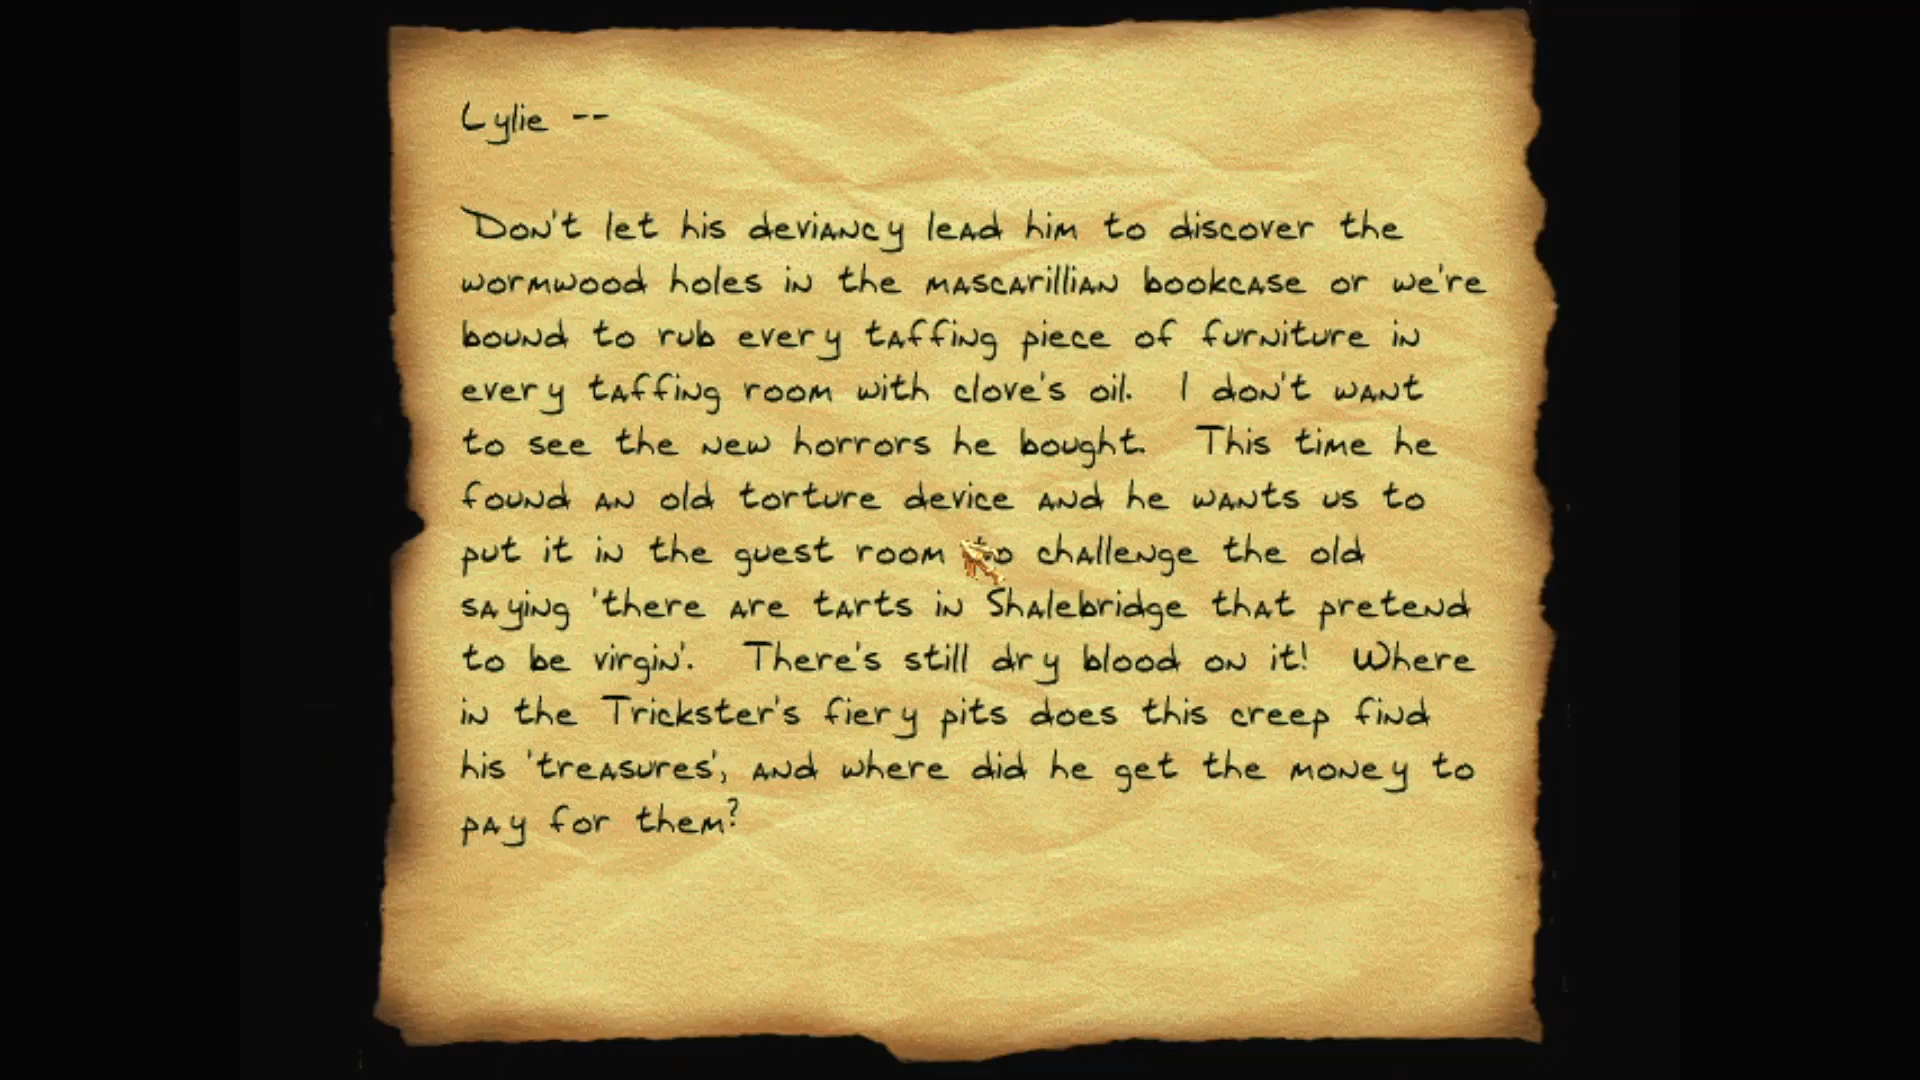 Lylie --
Don't let his deviancy lead him to discover the
wormwood holes in the mascarillian bookcase or we're
bound to rub every taffing piece of furniture in
every taffing room with clove's oil. I don't want
to see the new horrors he bought. This time he
found an old torture device and he wants us to
put it in the guest room to challenge the old
saying 'there are tarts in Shalebridge that pretend
to be virgin'. There's still dry blood on it! Where
in the Trickster's fiery pits does this creep find
his 'treasures', and where did he get the money to
pay for them?